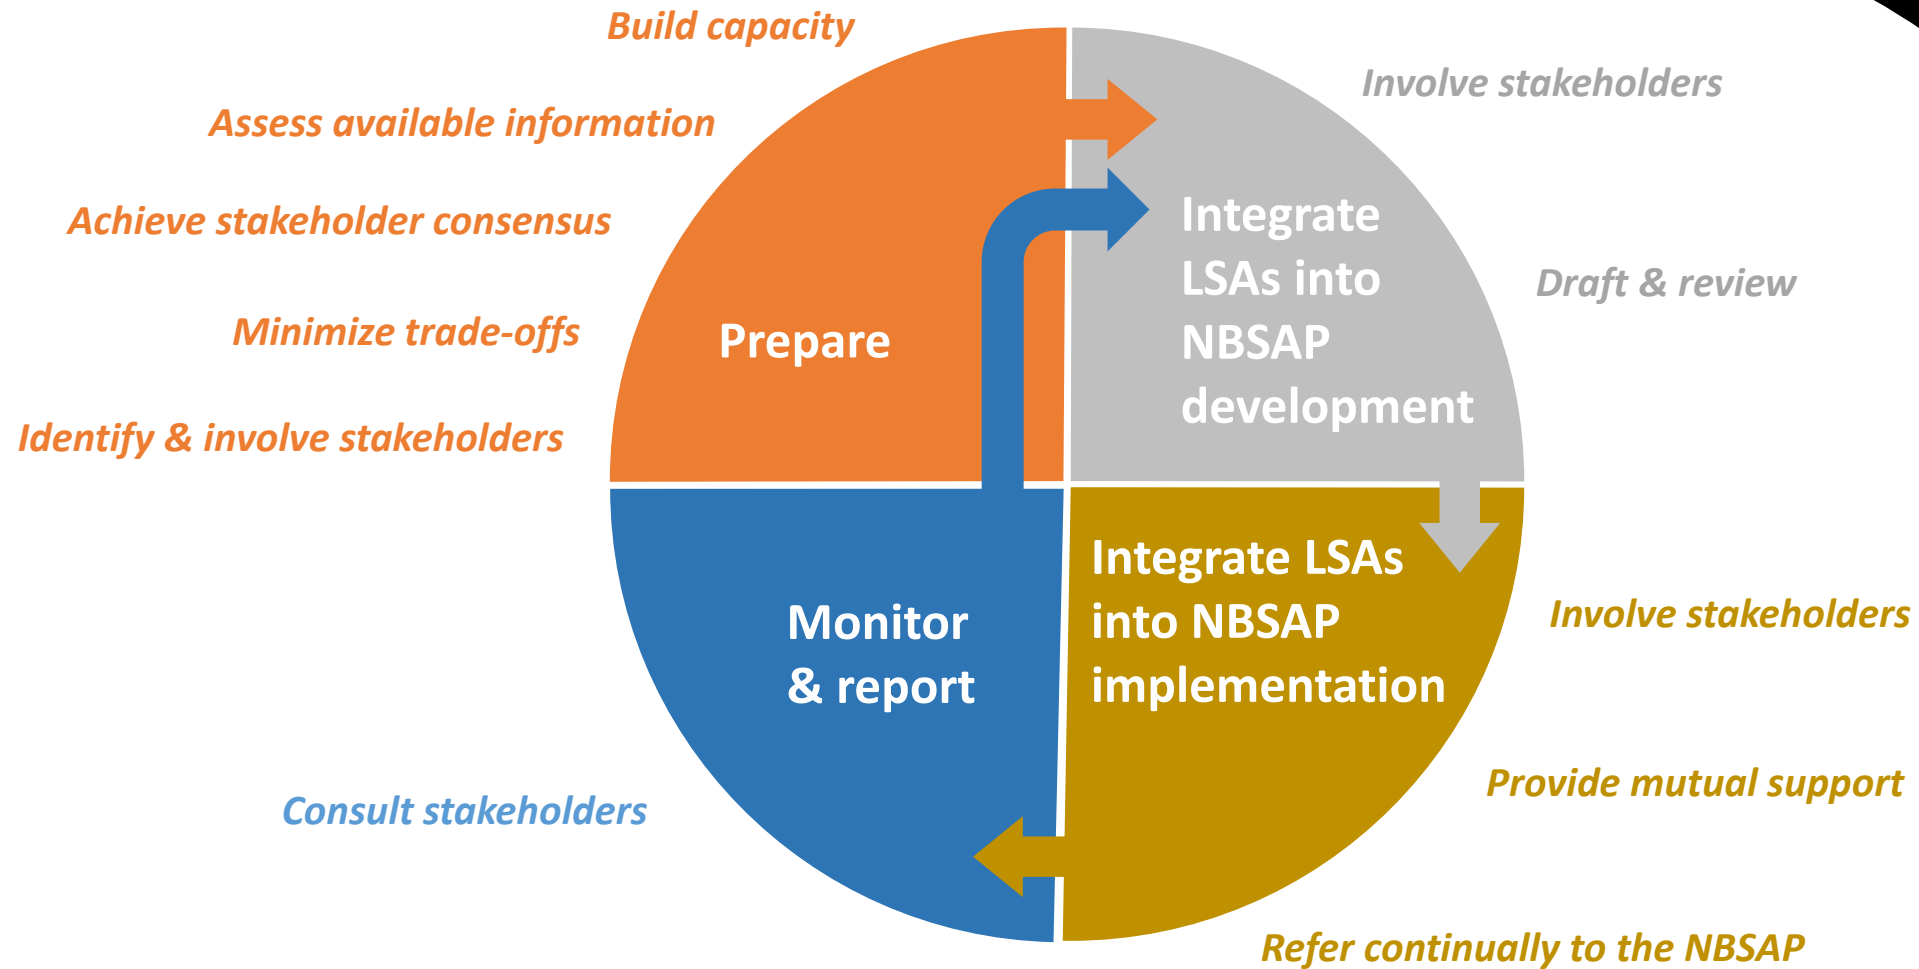 Build capacity
Assess available information
Achieve stakeholder consensus
Minimize trade-offs
Identify & involve stakeholders
Prepare
Involve stakeholders
Draft & review
Integrate
LSAs into
NBSAP
development
Integrate LSAs
into NBSAP
implementation
Involve stakeholders
Provide mutual support
Refer continually to the NBSAP
Monitor
& report
Consult stakeholders